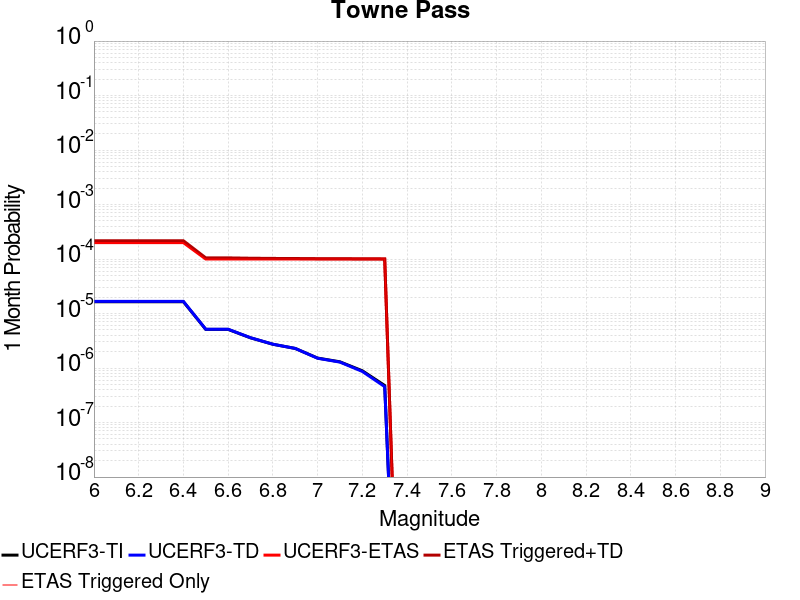 Towne Pass
10^0
10^-1
10^-2
10^-3
10^-4
10^-5
10^-6
10^-7
10^-8
1 Month Probability
6 6.2 6.4 6.6 6.8 7 7.2 7.4 7.6 7.8 8 8.2 8.4 8.6 8.8 9
Magnitude
UCERF3-TI UCERF3-TD UCERF3-ETAS ETAS Triggered+TD
ETAS Triggered Only